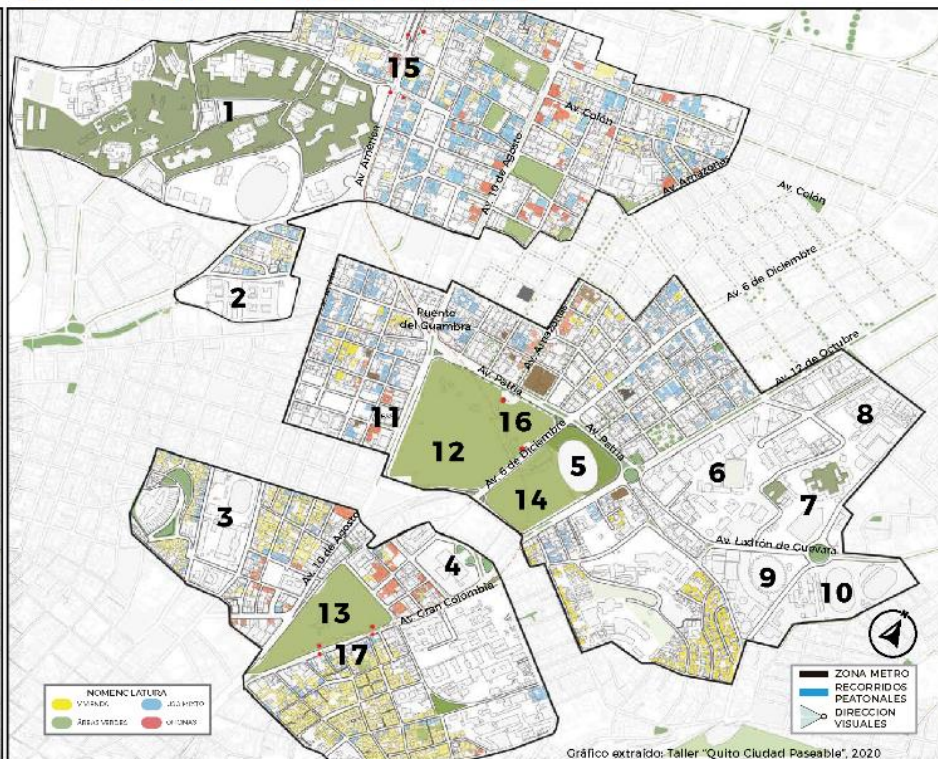 15
1
Av. Colón
Av. América
Av. 10 de Agosto
Av. Amazonas
Av. Colón
2
Av. 6 de Diciembre
Puente
del Guambra
Av. Amazonas
Av. 12 de Octubre
Av. Patria
11
16
8
12
Av. 6 de Diciembre
Av. Patria
5
6
14
7
3
Av. 10 de Agosto
Av. Ladrón de Guevara
4
9
10
Av. Gran Colombia
13
17
N
NOMENCLATURA
VIVIENDA
USO MIXTO
ÁREAS VERDES
OFICINAS
ZONA METRO
RECORRIDOS
PEATONALES
DIRECCION
VISUALES
Gráfico extraído: Taller "Quito Ciudad Paseable", 2020